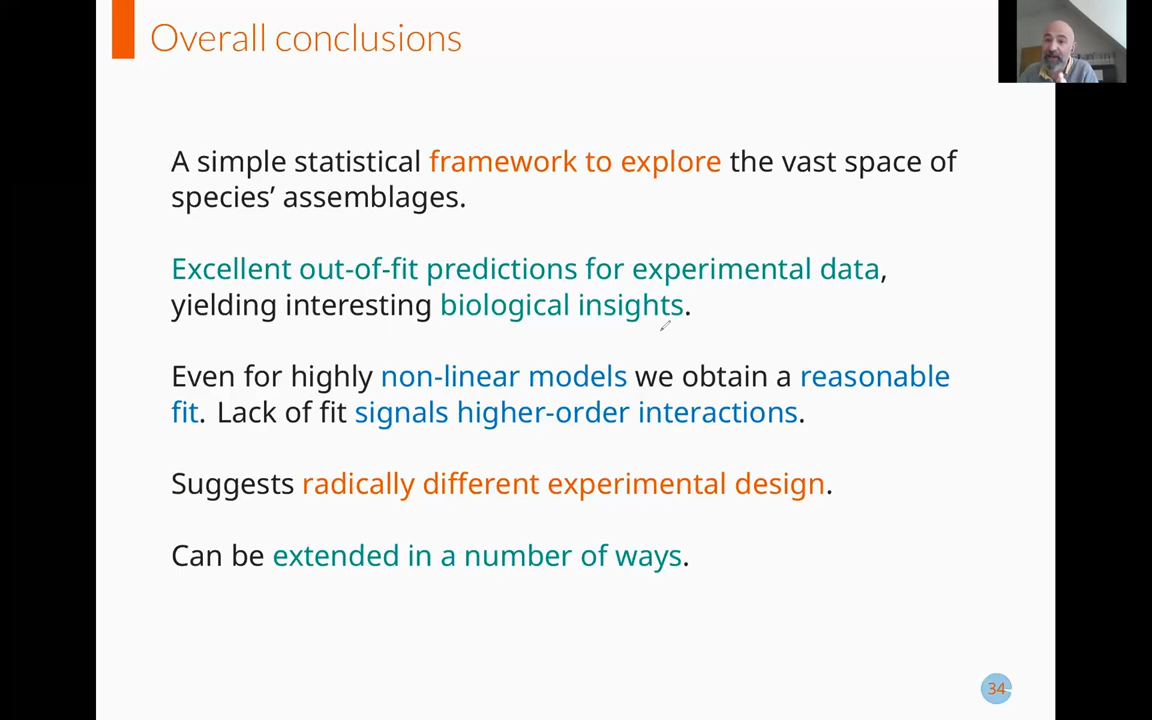 Overall conclusions
A simple statistical framework to explore the vast space of
species’ assemblages.
Excellent out-of-fit predictions for experimental data,
yielding interesting biological insights.
Even for highly non-linear models we obtain a reasonable
fit. Lack of fit signals higher-order interactions.
Suggests radically different experimental design.
Can be extended in a number of ways.
34